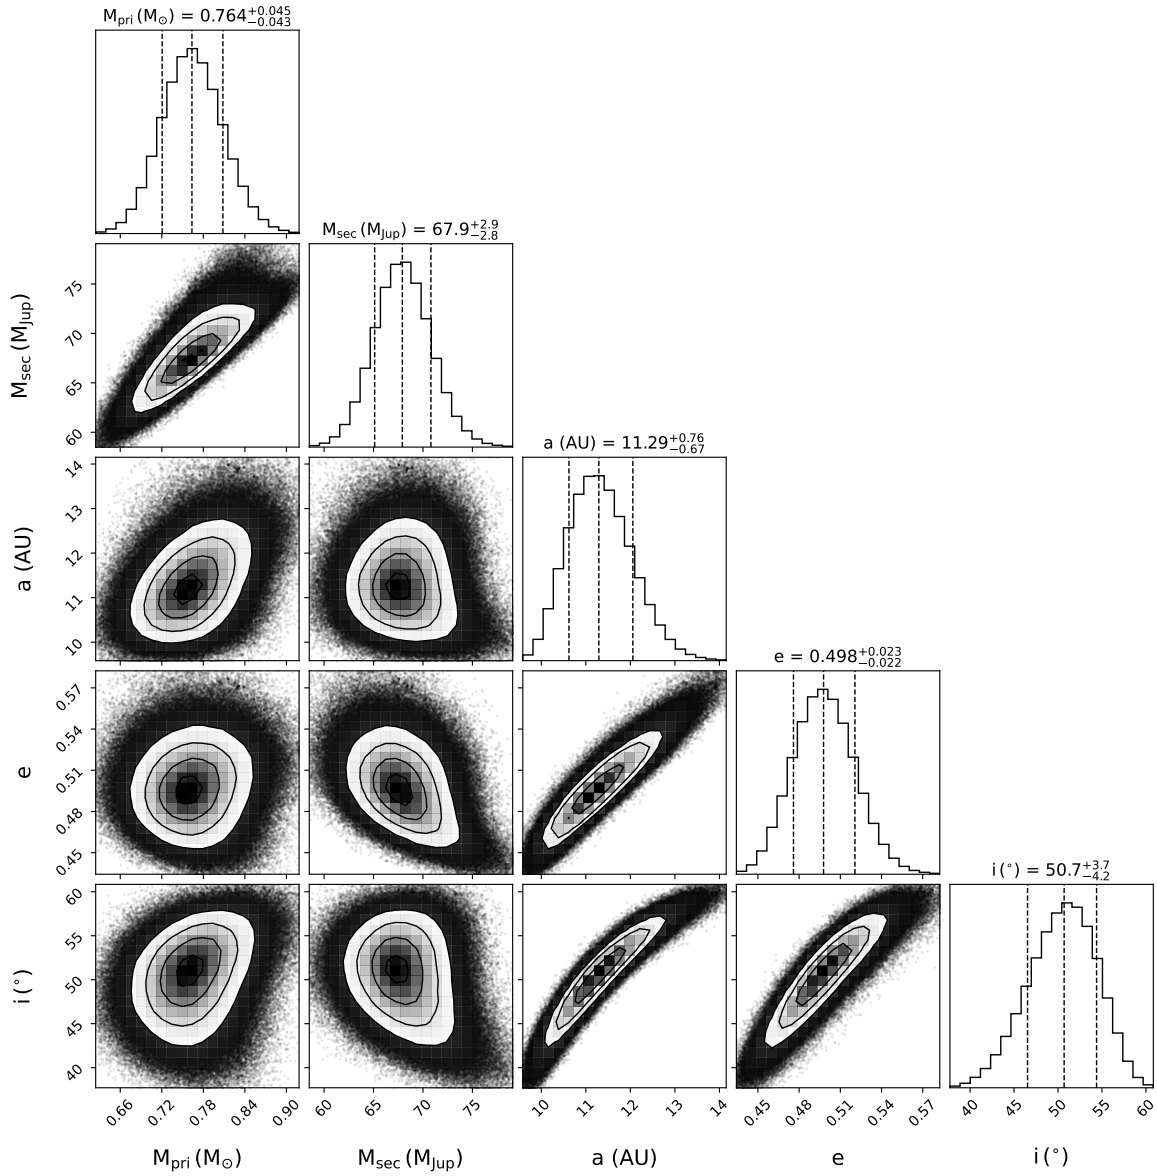 M_pri (M_⊙) = 0.764 +0.045 −0.043
M_sec (M_Jup) = 67.9 +2.9 −2.8
75
70
65
60
M_sec (M_Jup)
a (AU) = 11.29 +0.76 −0.67
14
13
12
11
10
a (AU)
e = 0.498 +0.023 −0.022
0.57
0.54
0.51
0.48
0.45
e
i (°) = 50.7 +3.7 −4.2
60
55
50
45
40
i (°)
0.66 0.72 0.78 0.84 0.90
60 65 70 75
10 11 12 13 14
0.45 0.48 0.51 0.54 0.57
40 45 50 55 60
M_pri (M_⊙)
M_sec (M_Jup)
a (AU)
e
i (°)